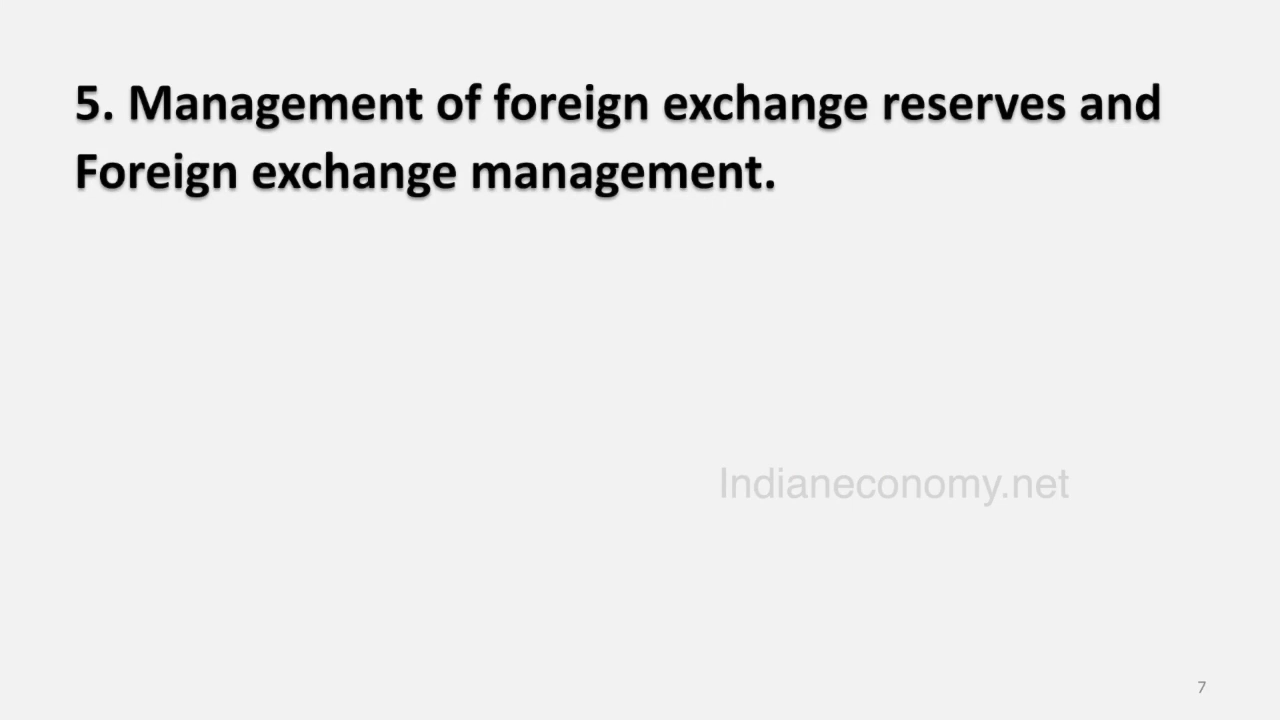 5. Management of foreign exchange reserves and
Foreign exchange management.
Indianeconomy.net
7